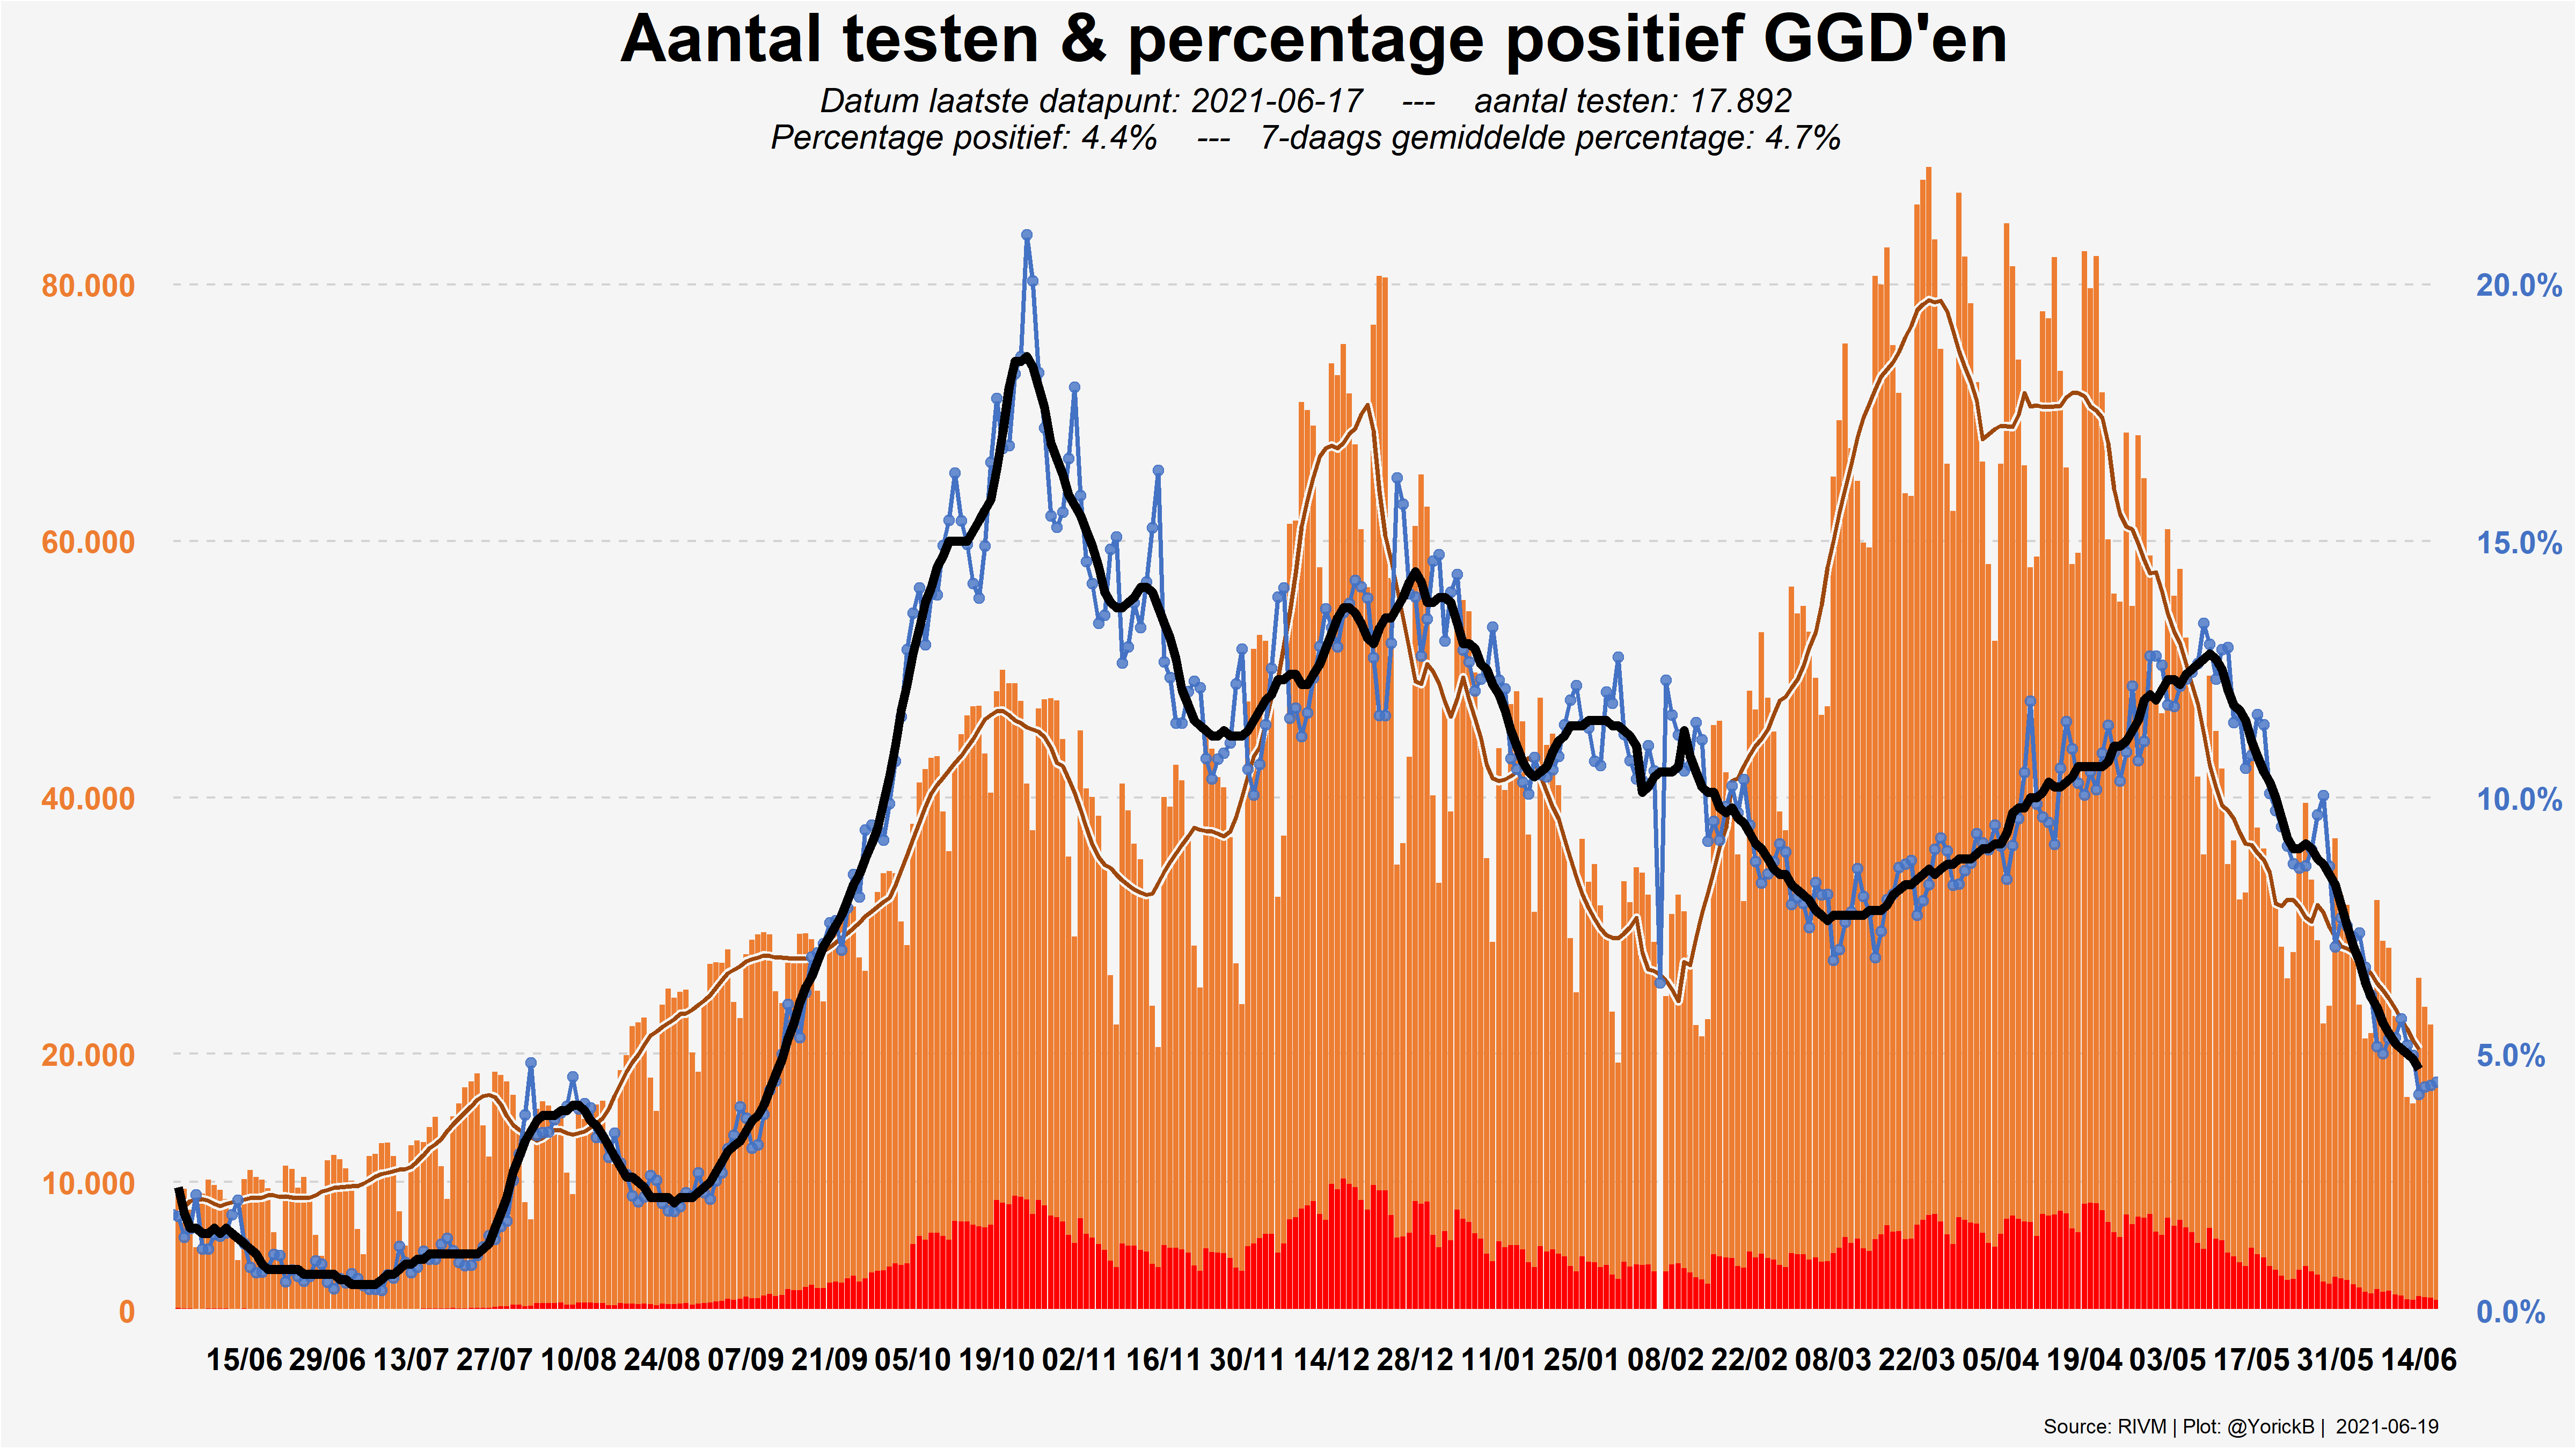 Aantal testen & percentage positief GGD'en
Datum laatste datapunt: 2021-06-17 --- aantal testen: 17.892
Percentage positief: 4.4% --- 7-daags gemiddelde percentage: 4.7%
80.000
20.0%
60.000
15.0%
40.000
10.0%
20.000
5.0%
10.000
0
0.0%
15/06 29/06 13/07 27/07 10/08 24/08 07/09 21/09 05/10 19/10 02/11 16/11 30/11 14/12 28/12 11/01 25/01 08/02 22/02 08/03 22/03 05/04 19/04 03/05 17/05 31/05 14/06
Source: RIVM | Plot: @YorickB | 2021-06-19